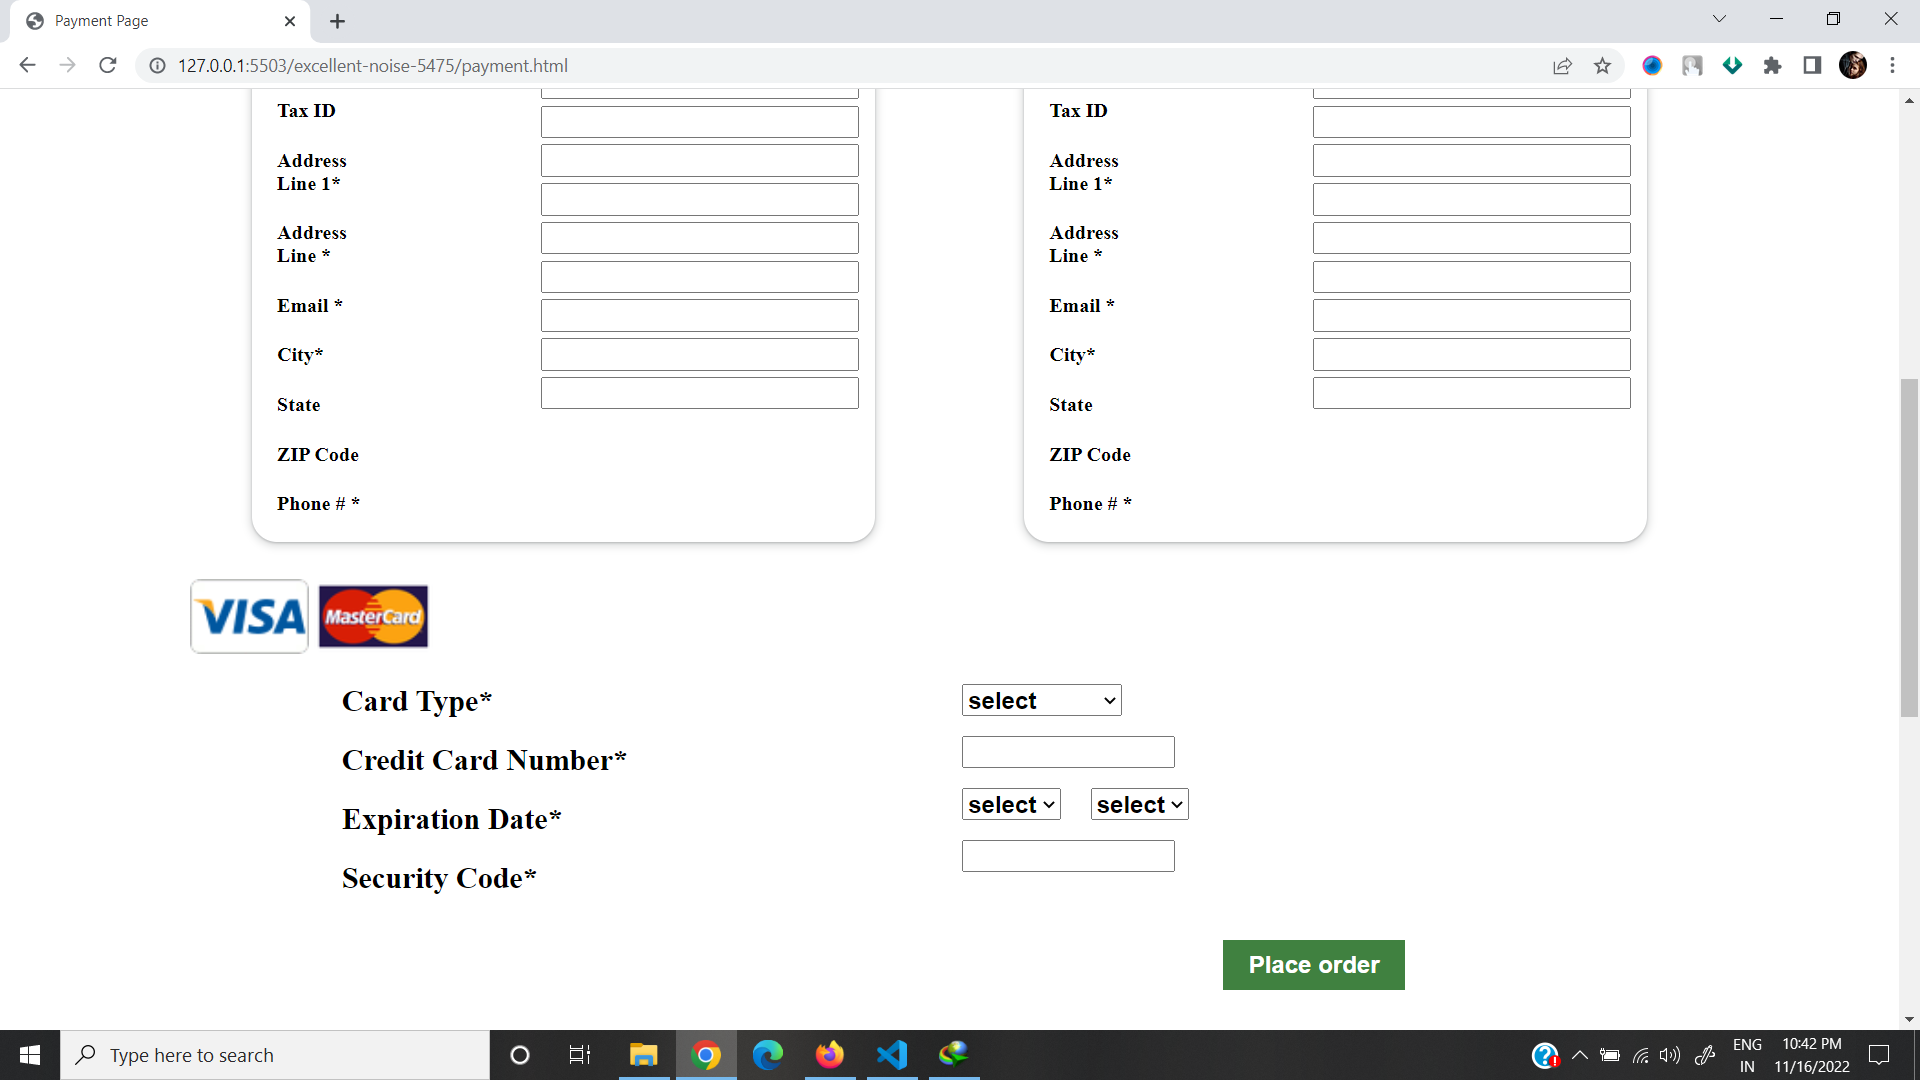 Payment Page
127.0.0.1:5503/excellent-noise-5475/payment.html
Tax ID
Address
Line 1*
Address
Line *
Email *
City*
State
ZIP Code
Phone # *
Tax ID
Address
Line 1*
Address
Line *
Email *
City*
State
ZIP Code
Phone # *
VISA MasterCard
Card Type* select
Credit Card Number*
Expiration Date* select select
Security Code*
Place order
Type here to search
ENG 10:42 PM
IN 11/16/2022